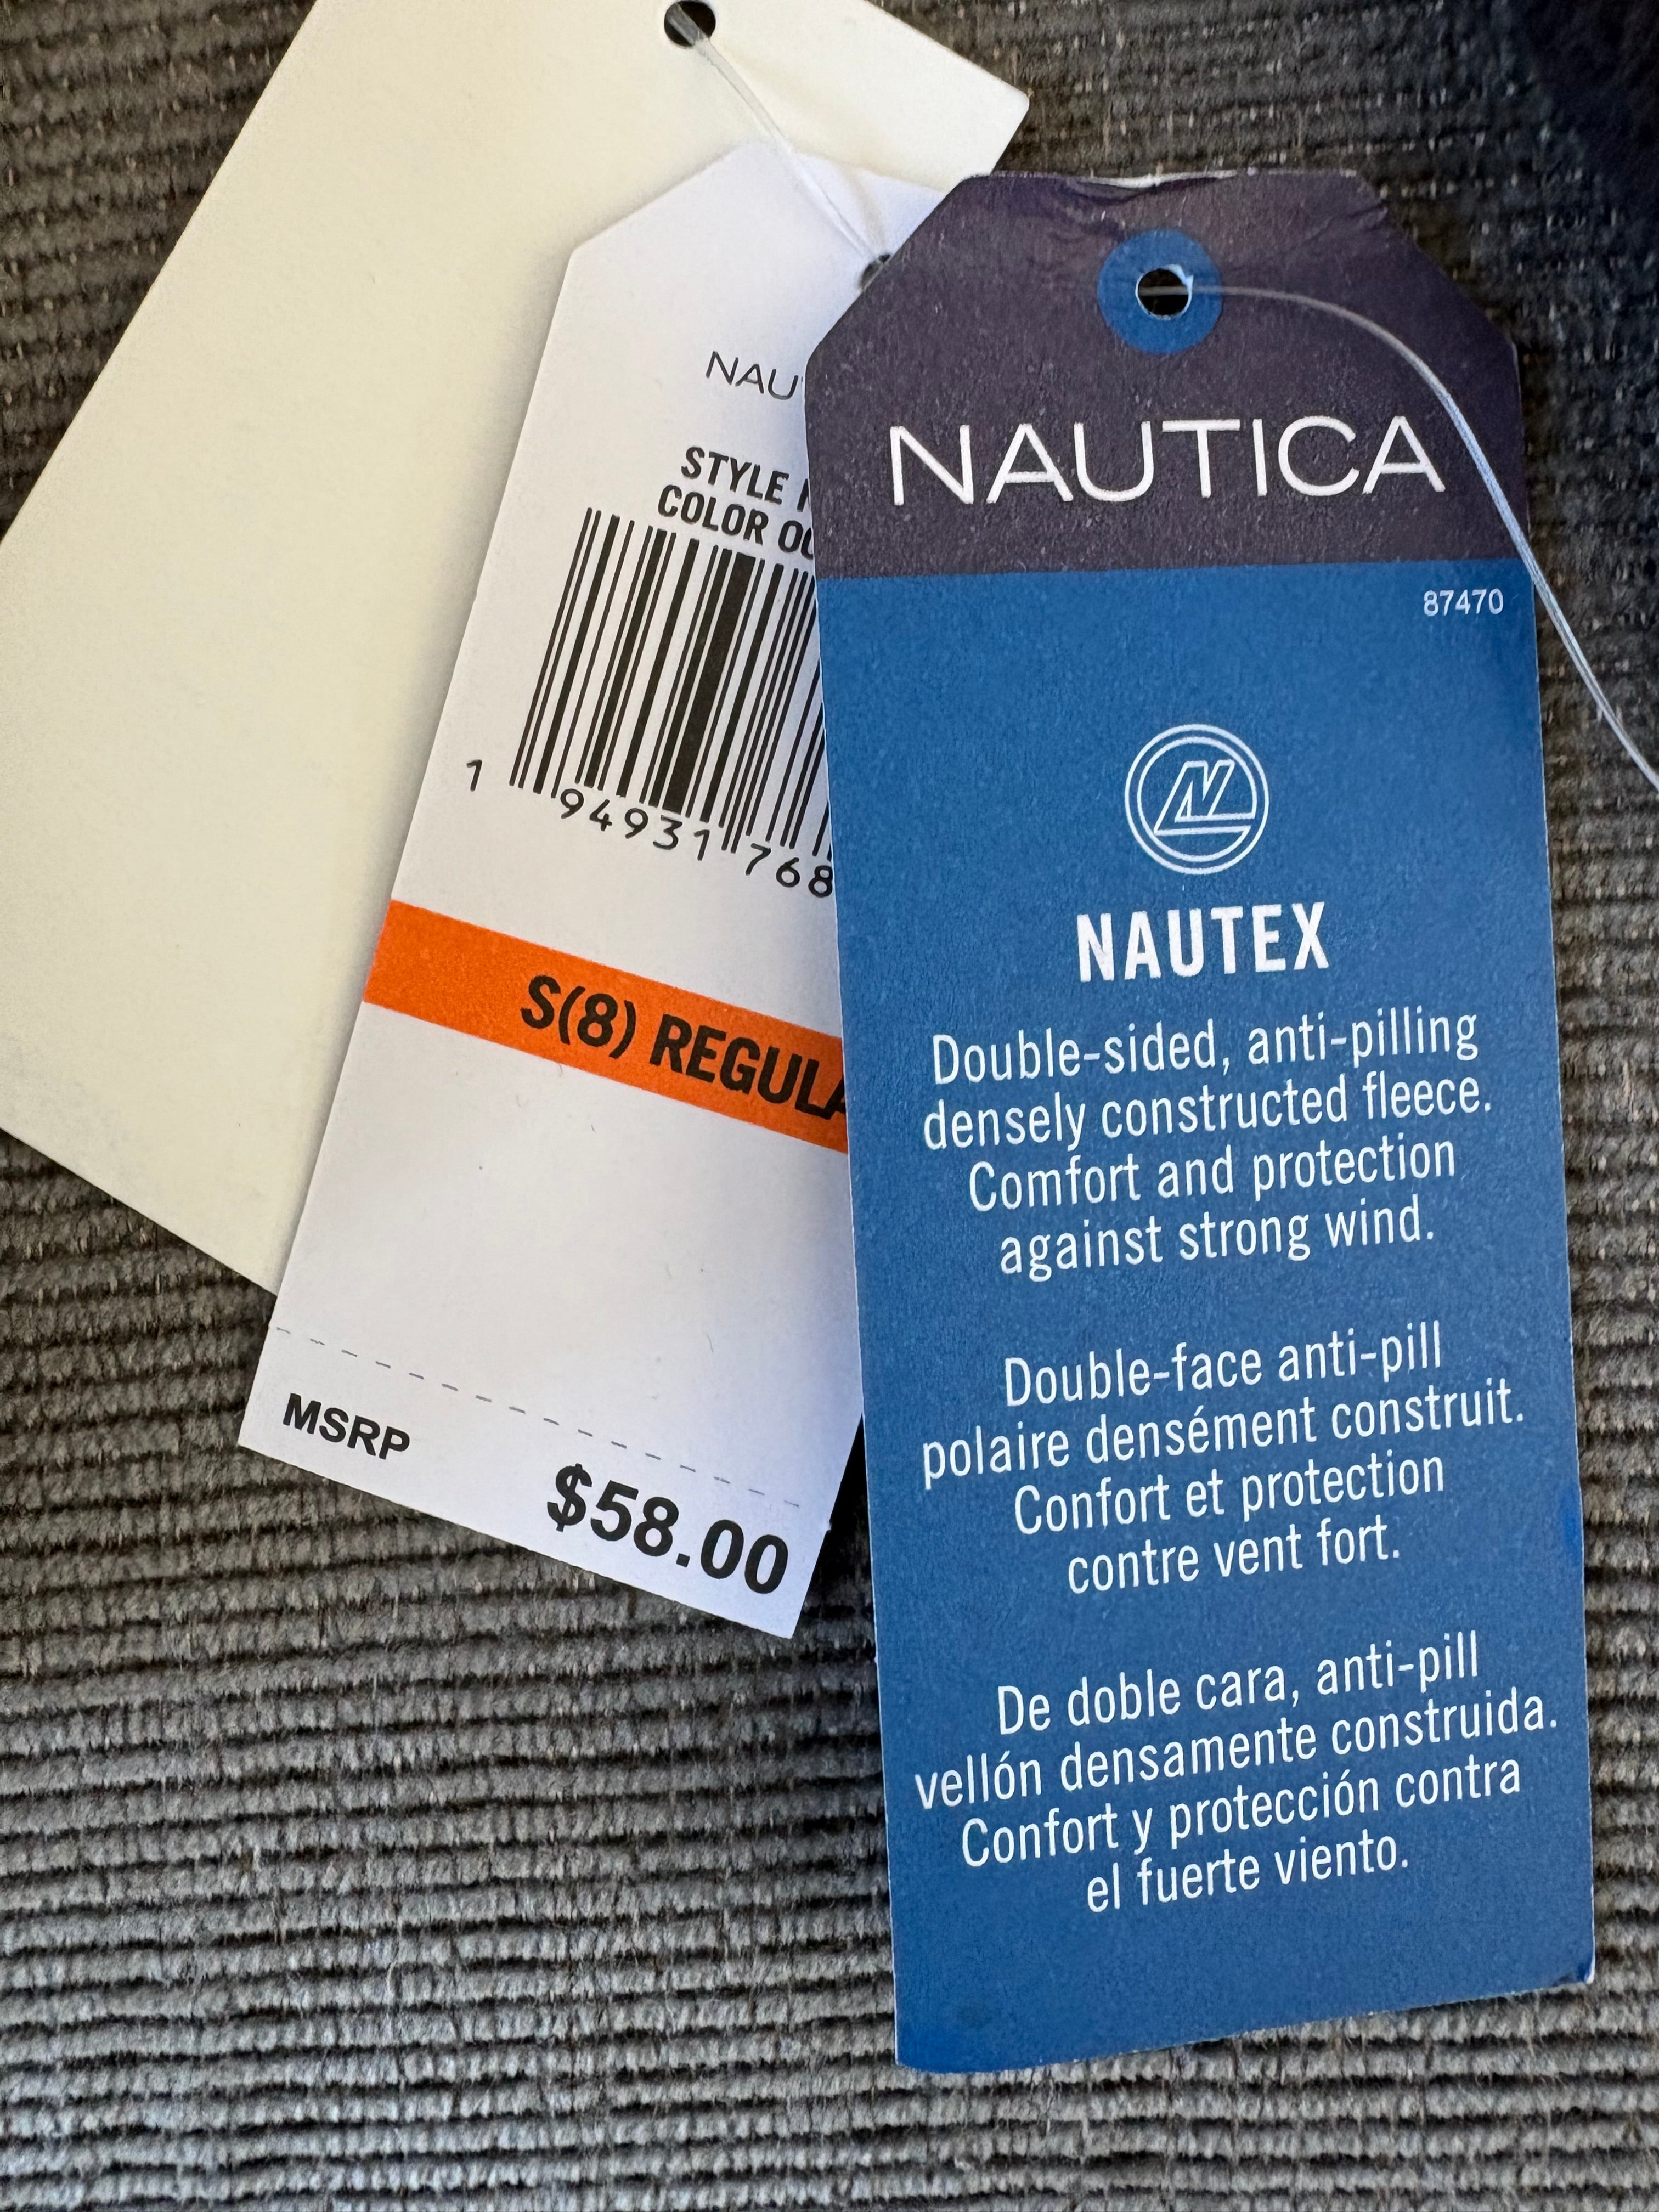 NAU
STYLE
COLOR
1 94931 768
S(8) REGULA
MSRP
$58.00
NAUTICA
87470
N
NAUTEX
Double-sided, anti-pilling
densely constructed fleece.
Comfort and protection
against strong wind.
Double-face anti-pill
polaire densément construit.
Confort et protection
contre vent fort.
De doble cara, anti-pill
vellón densamente construida.
Confort y protección contra
el fuerte viento.